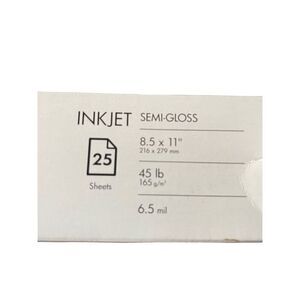 INKJET SEMI-GLOSS
8.5 x 11"
216 x 279 mm
25
Sheets
45 lb
165 g/m²
6.5 mil